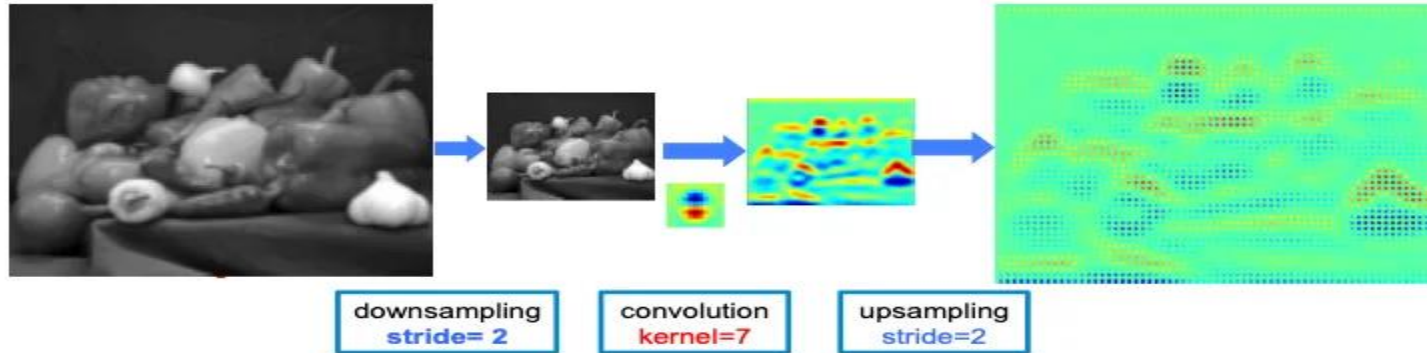 downsampling
stride= 2
convolution
kernel=7
upsampling
stride=2